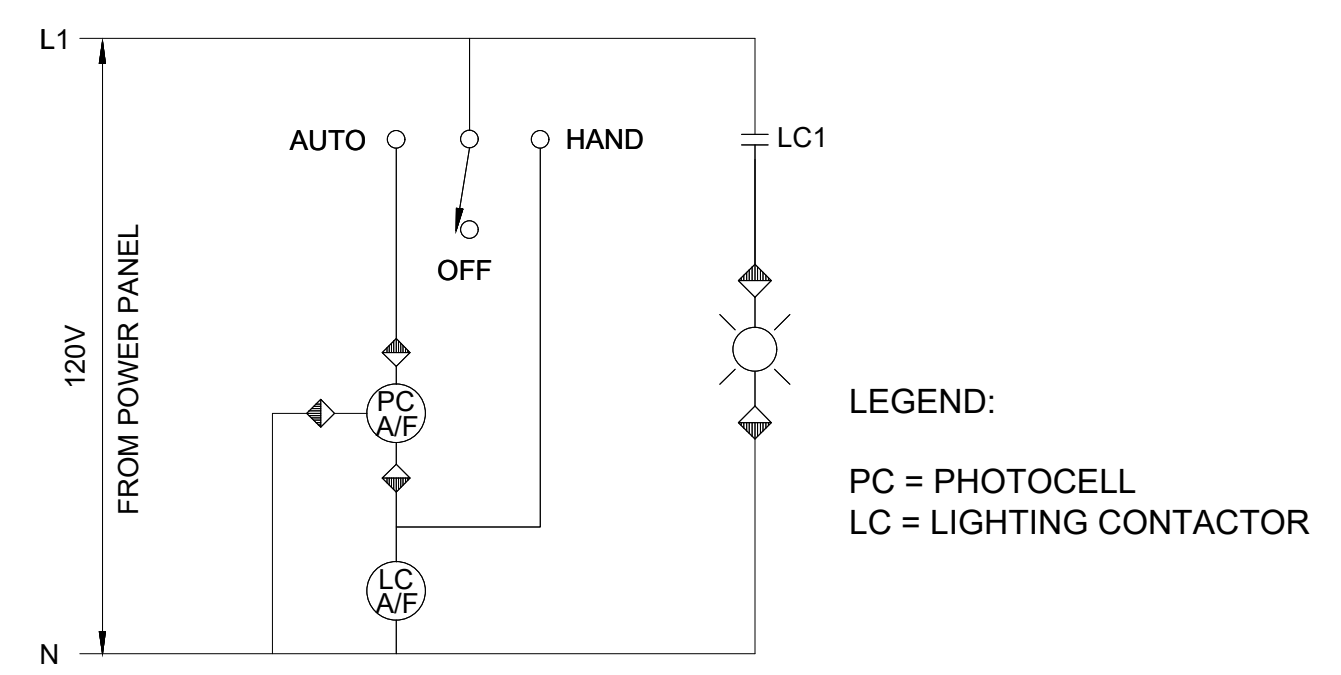 L1
AUTO
HAND
LC1
OFF
120V
FROM POWER PANEL
PC
A/F
LEGEND:
PC = PHOTOCELL
LC = LIGHTING CONTACTOR
LC
A/F
N